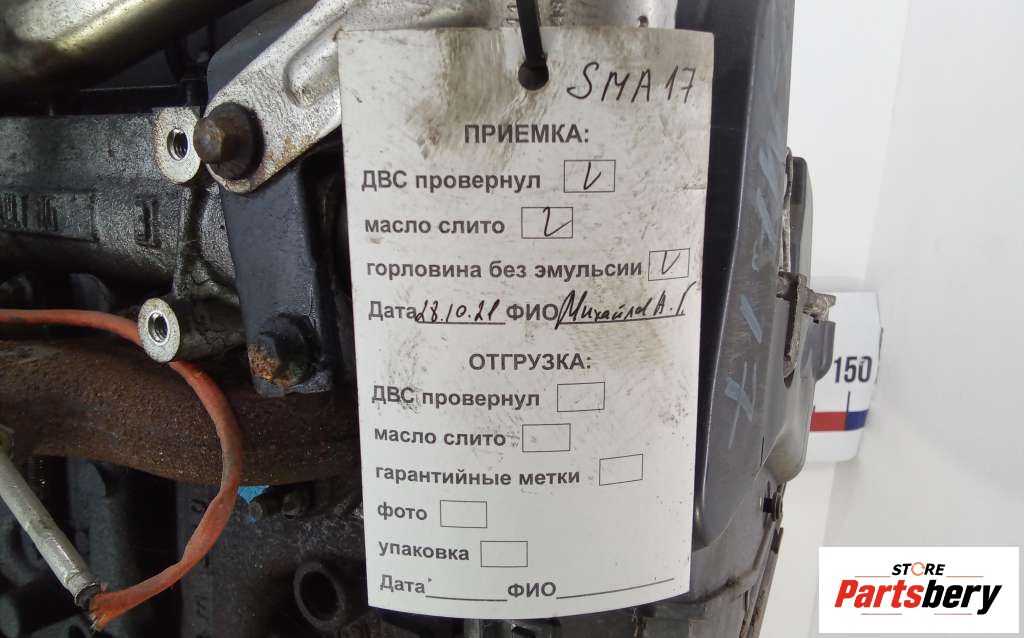 SMA17
ПРИЕМКА:
ДВС провернул
масло слито
горловина без эмульсии
Дата 28.10.21 ФИО Михайлов А.Г.
ОТГРУЗКА:
ДВС провернул
масло слито
гарантийные метки
фото
упаковка
Дата ФИО
150
STORE
Partsbery